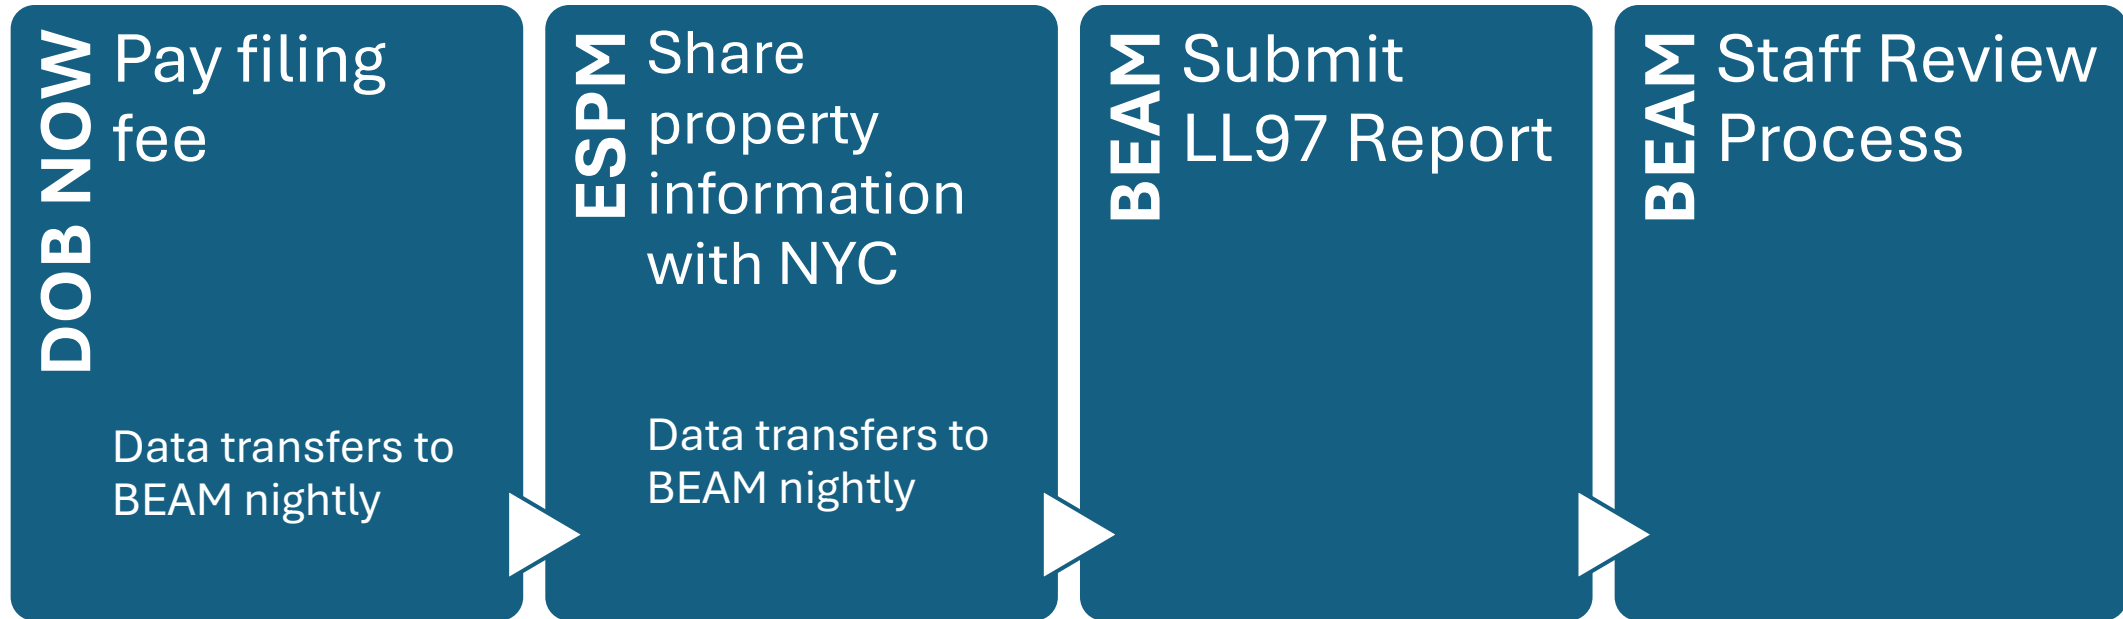 DOB NOW
Pay filing
fee
Data transfers to
BEAM nightly
ESPM
Share
property
information
with NYC
Data transfers to
BEAM nightly
BEAM
Submit
LL97 Report
BEAM
Staff Review
Process